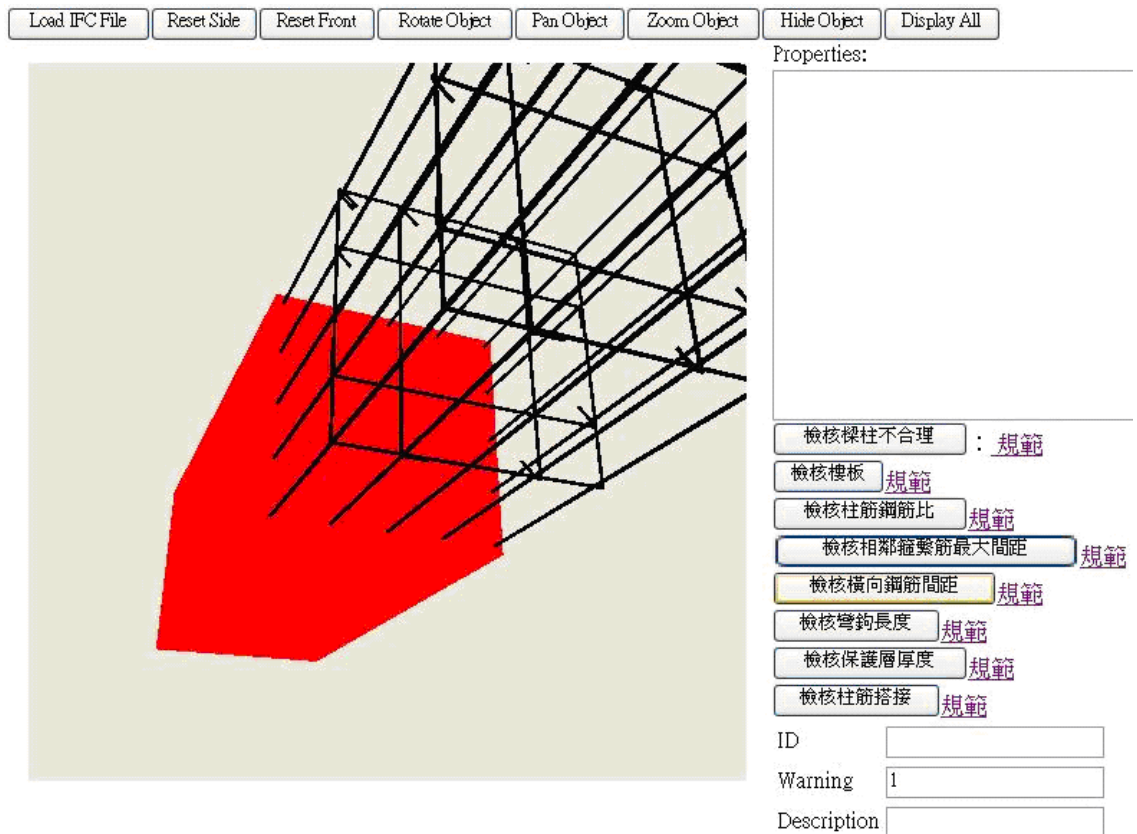 Load IFC File Reset Side Reset Front Rotate Object Pan Object Zoom Object Hide Object Display All
Properties:
檢核樑柱不合理 : 規範
檢核樓板 規範
檢核柱筋鋼筋比 規範
檢核相鄰箍繫筋最大間距 規範
檢核橫向鋼筋間距 規範
檢核彎鉤長度 規範
檢核保護層厚度 規範
檢核柱筋搭接 規範
ID
Warning 1
Description